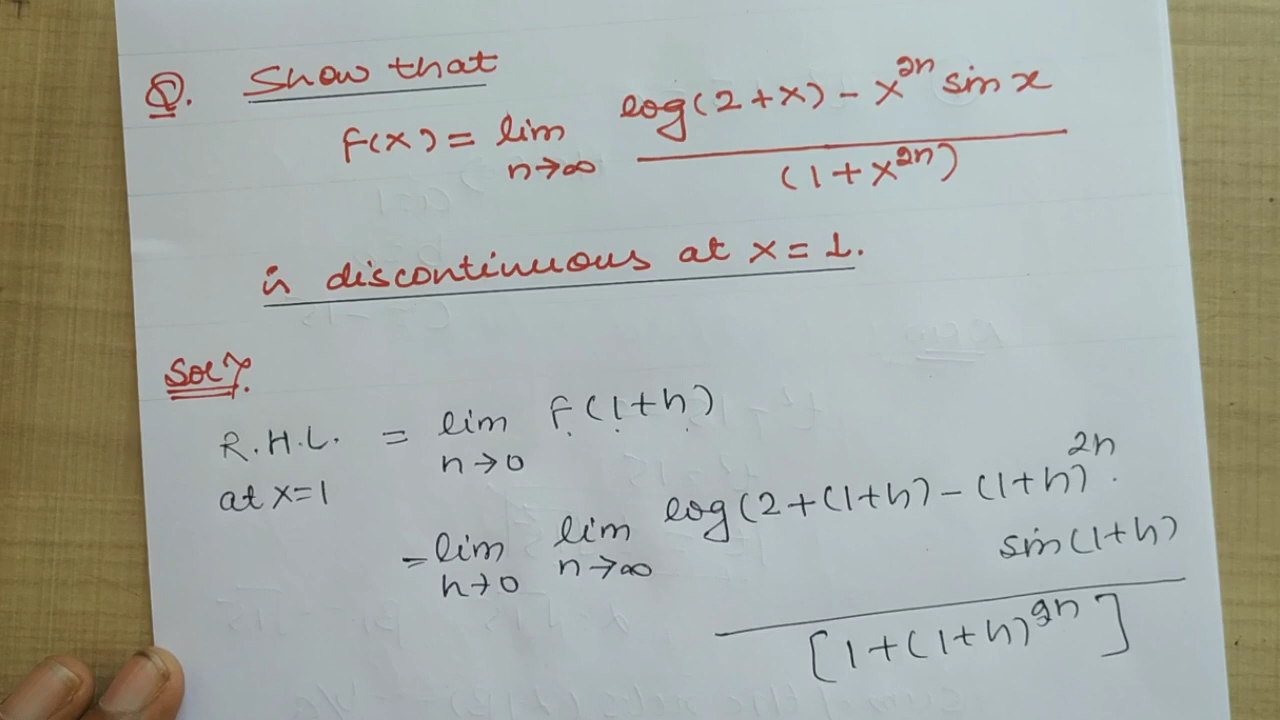 Q. Show that
f(x) = lim n→∞ log(2+x) - x^2n sin x / (1+x^2n)
is discontinuous at x=1.
Soln.
R.H.L. at x=1 = lim h→0 f(1+h)
= lim h→0 lim n→∞ log(2+(1+h) - (1+h)^2n . sin(1+h) / [1+(1+h)^2n]